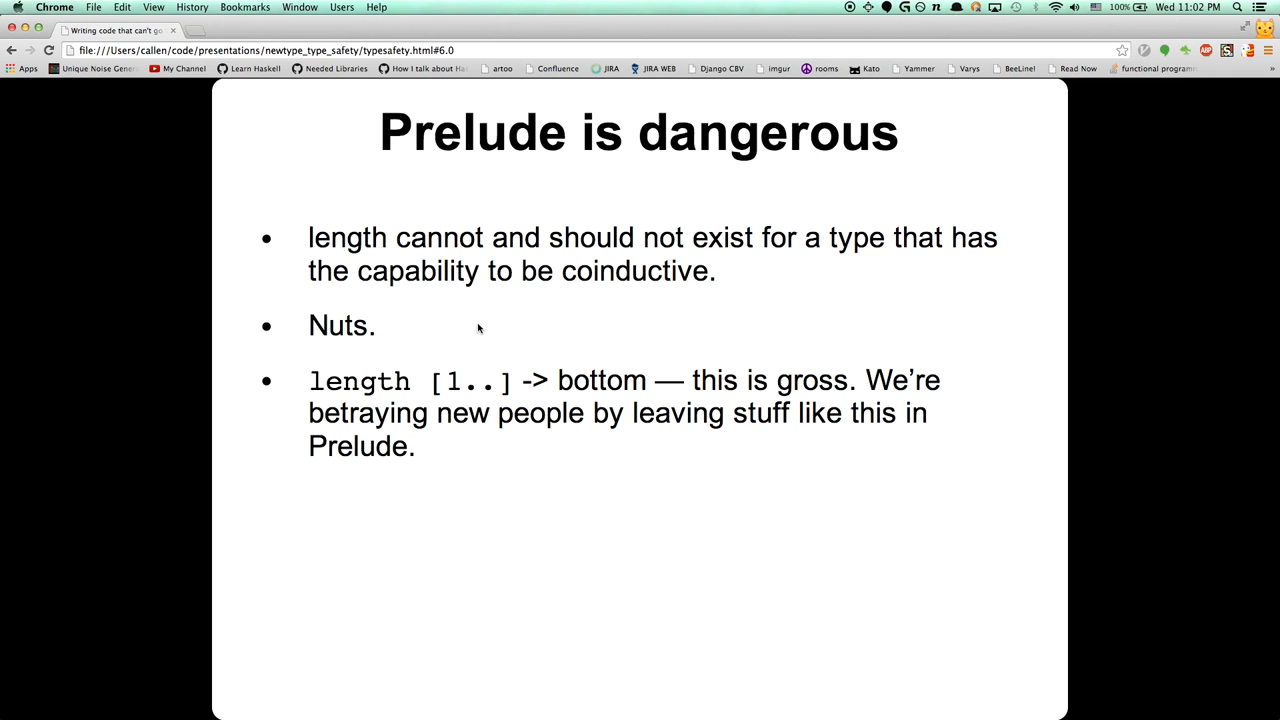 Chrome File Edit View History Bookmarks Window Users Help 100% Wed 11:02 PM
Writing code that can't go
file:///Users/callen/code/presentations/newtype_type_safety/typesafety.html#6.0
Apps Unique Noise Gener My Channel Learn Haskell Needed Libraries How I talk about Ha artoo Confluence JIRA JIRA WEB Django CBV imgur rooms Kato Yammer Varys BeeLine! Read Now functional program »
Prelude is dangerous
• length cannot and should not exist for a type that has
the capability to be coinductive.
• Nuts.
• length [1..] -> bottom — this is gross. We’re
betraying new people by leaving stuff like this in
Prelude.